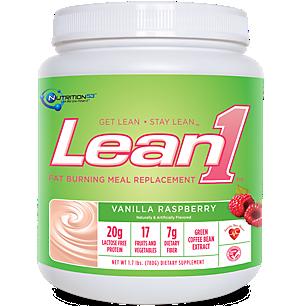 NUTRITION53
GET LEAN • STAY LEAN™
Lean1
FAT BURNING MEAL REPLACEMENT
VANILLA RASPBERRY
Naturally & Artificially Flavored
20g LACTOSE FREE PROTEIN
17 FRUITS AND VEGETABLES
7g DIETARY FIBER
GREEN COFFEE BEAN EXTRACT
NET WT 1.7 lbs. (780G) DIETARY SUPPLEMENT